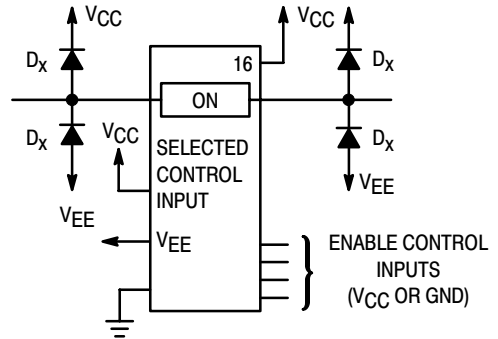 VCC
VCC
DX
16
DX
ON
DX
VCC
SELECTED
CONTROL
INPUT
DX
VEE
VEE
VEE
ENABLE CONTROL
INPUTS
(VCC OR GND)